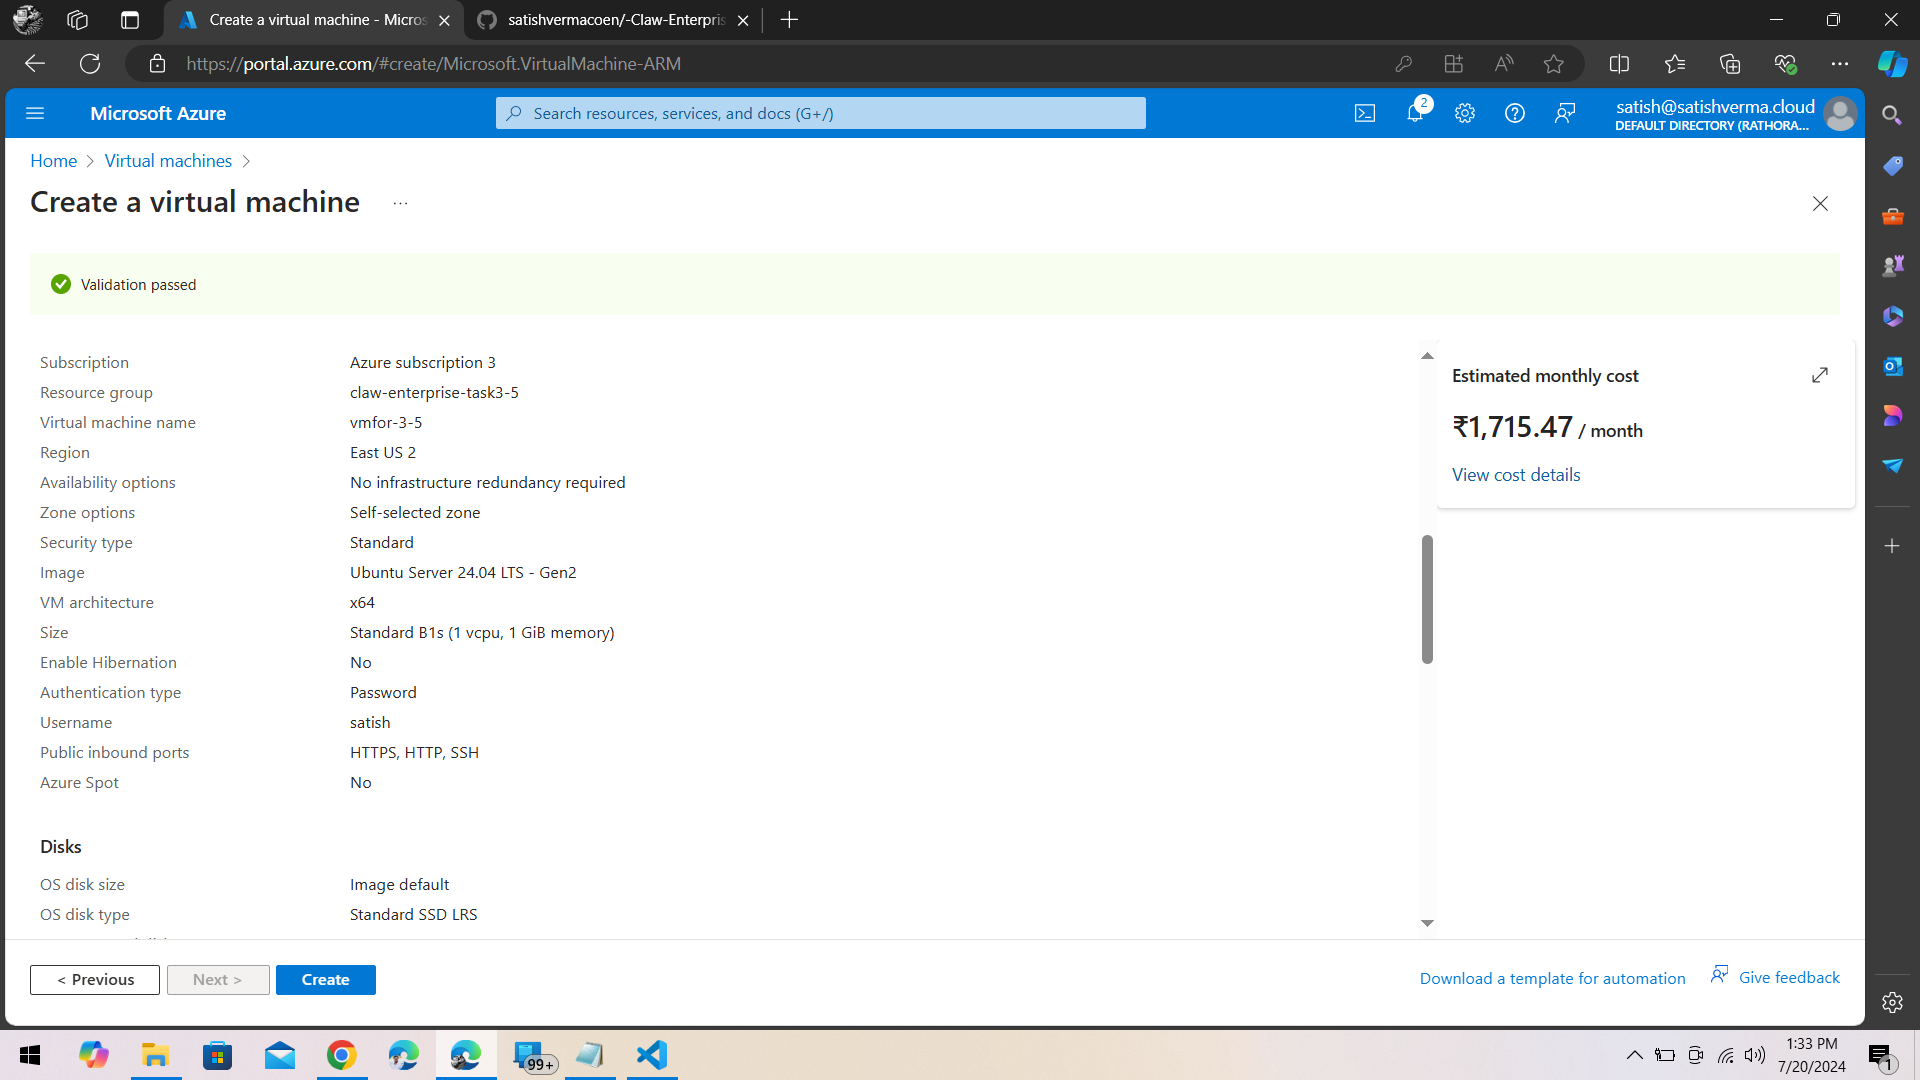 Create a virtual machine - Micros
satishvermacoen/-Claw-Enterpris
https://portal.azure.com/#create/Microsoft.VirtualMachine-ARM
Microsoft Azure
Search resources, services, and docs (G+/)
2
satish@satishverma.cloud
DEFAULT DIRECTORY (RATHORA...
Home > Virtual machines >
Create a virtual machine ...
Validation passed
Subscription Azure subscription 3
Resource group claw-enterprise-task3-5
Virtual machine name vmfor-3-5
Region East US 2
Availability options No infrastructure redundancy required
Zone options Self-selected zone
Security type Standard
Image Ubuntu Server 24.04 LTS - Gen2
VM architecture x64
Size Standard B1s (1 vcpu, 1 GiB memory)
Enable Hibernation No
Authentication type Password
Username satish
Public inbound ports HTTPS, HTTP, SSH
Azure Spot No
Disks
OS disk size Image default
OS disk type Standard SSD LRS
Estimated monthly cost
₹1,715.47 / month
View cost details
< Previous
Next >
Create
Download a template for automation
Give feedback
99+
1:33 PM
7/20/2024
1